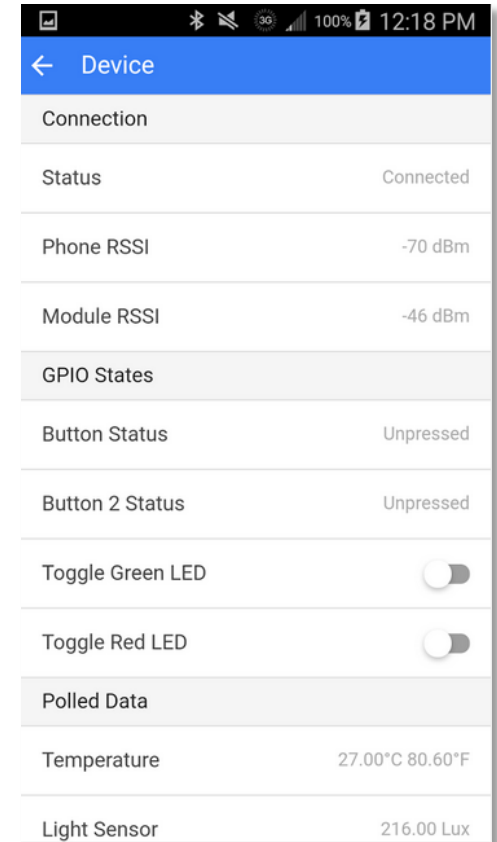 3G 100% 12:18 PM
Device
Connection
Status Connected
Phone RSSI -70 dBm
Module RSSI -46 dBm
GPIO States
Button Status Unpressed
Button 2 Status Unpressed
Toggle Green LED
Toggle Red LED
Polled Data
Temperature 27.00°C 80.60°F
Light Sensor 216.00 Lux